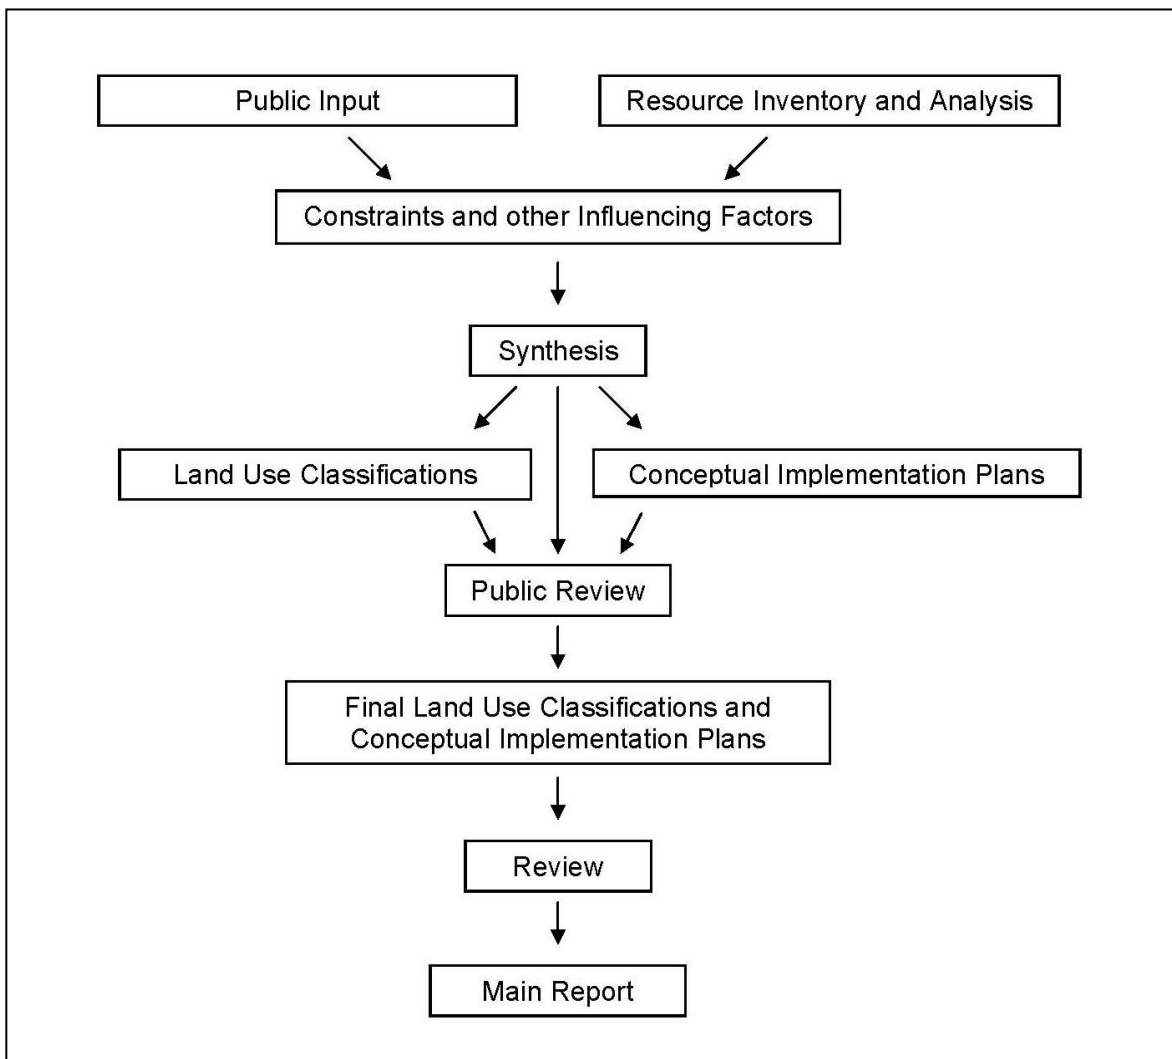 Public Input
Resource Inventory and Analysis
Constraints and other Influencing Factors
Synthesis
Land Use Classifications
Conceptual Implementation Plans
Public Review
Final Land Use Classifications and
Conceptual Implementation Plans
Review
Main Report